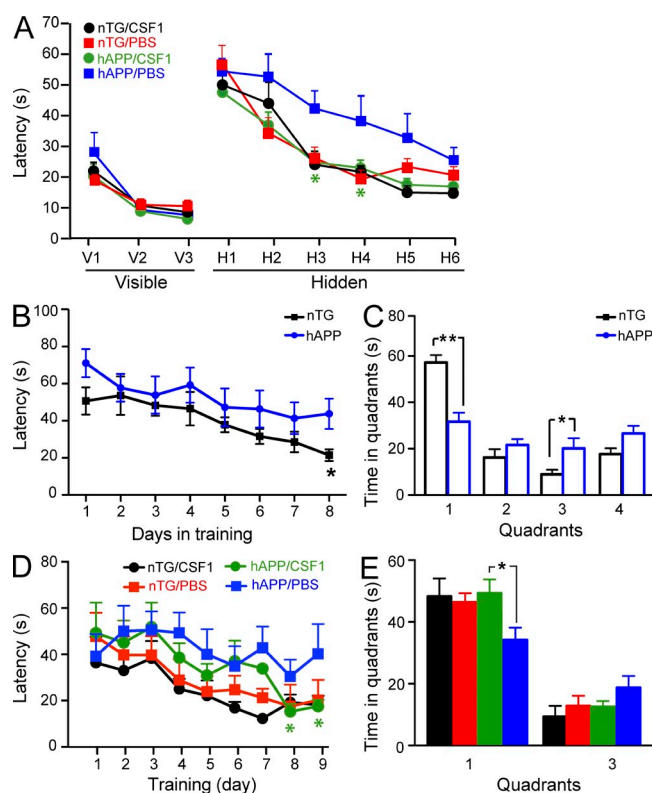 A
70
60
50
40
30
20
10
0
Latency (s)
nTG/CSF1
nTG/PBS
hAPP/CSF1
hAPP/PBS
*
*
V1 V2 V3 H1 H2 H3 H4 H5 H6
Visible Hidden
B
100
80
60
40
20
0
Latency (s)
nTG
hAPP
*
1 2 3 4 5 6 7 8
Days in training
C
80
60
40
20
0
Time in quadrants (s)
nTG
hAPP
**
*
1 2 3 4
Quadrants
D
80
60
40
20
0
Latency (s)
nTG/CSF1 hAPP/CSF1
nTG/PBS hAPP/PBS
* *
1 2 3 4 5 6 7 8 9
Training (day)
E
60
40
20
0
Time in quadrants (s)
*
1 3
Quadrants